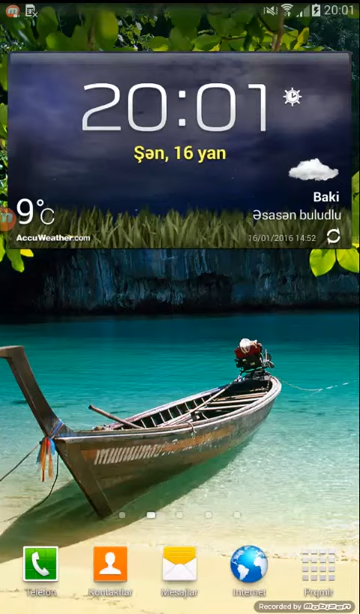 20:01
20:01
Şən, 16 yan
Baki
9°C
Əsasən buludlu
AccuWeather.com
16/01/2016 14:52
Telefon
Kontaktlar
Mesajlar
Internet
Prqmlr
Recorded by